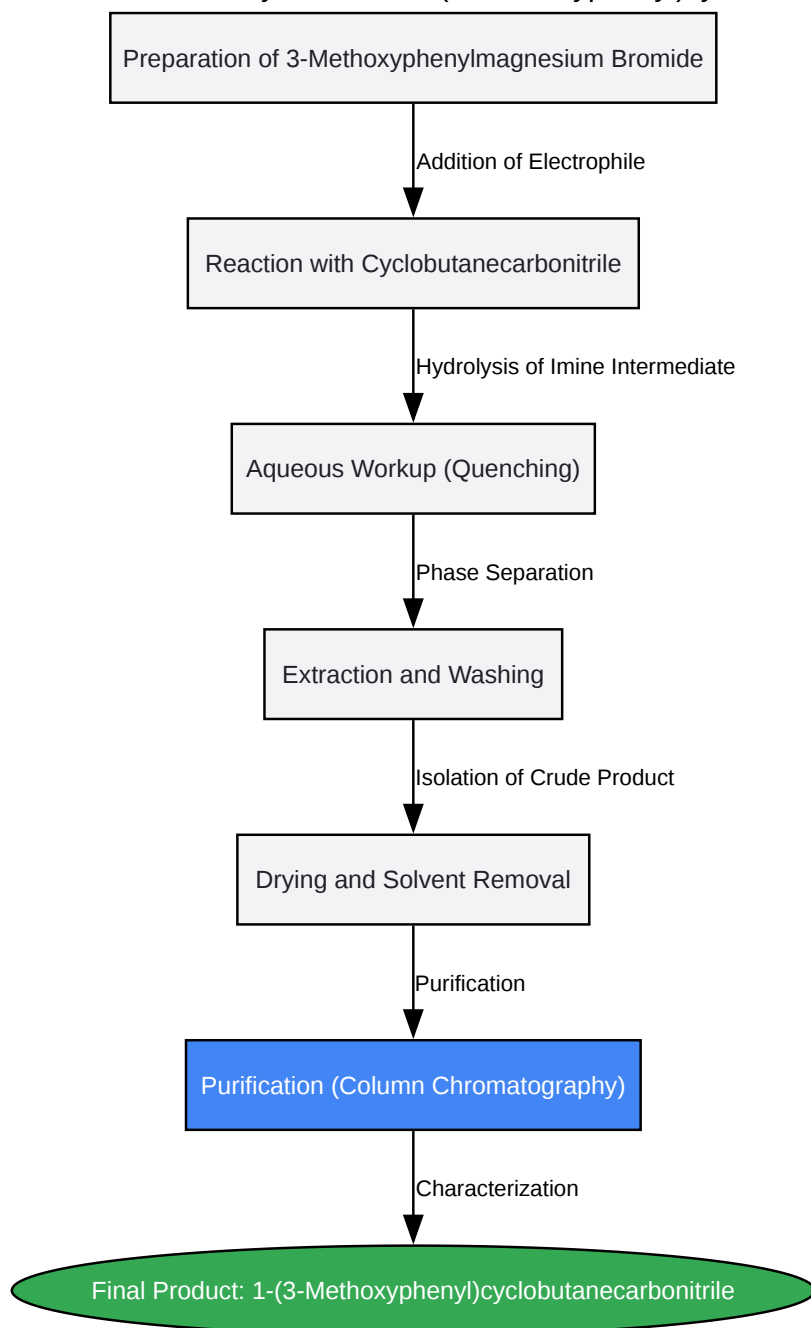 Preparation of 3-Methoxyphenylmagnesium Bromide
Addition of Electrophile
Reaction with Cyclobutanecarbonitrile
Hydrolysis of Imine Intermediate
Aqueous Workup (Quenching)
Phase Separation
Extraction and Washing
Isolation of Crude Product
Drying and Solvent Removal
Purification
Purification (Column Chromatography)
Characterization
Final Product: 1-(3-Methoxyphenyl)cyclobutanecarbonitrile